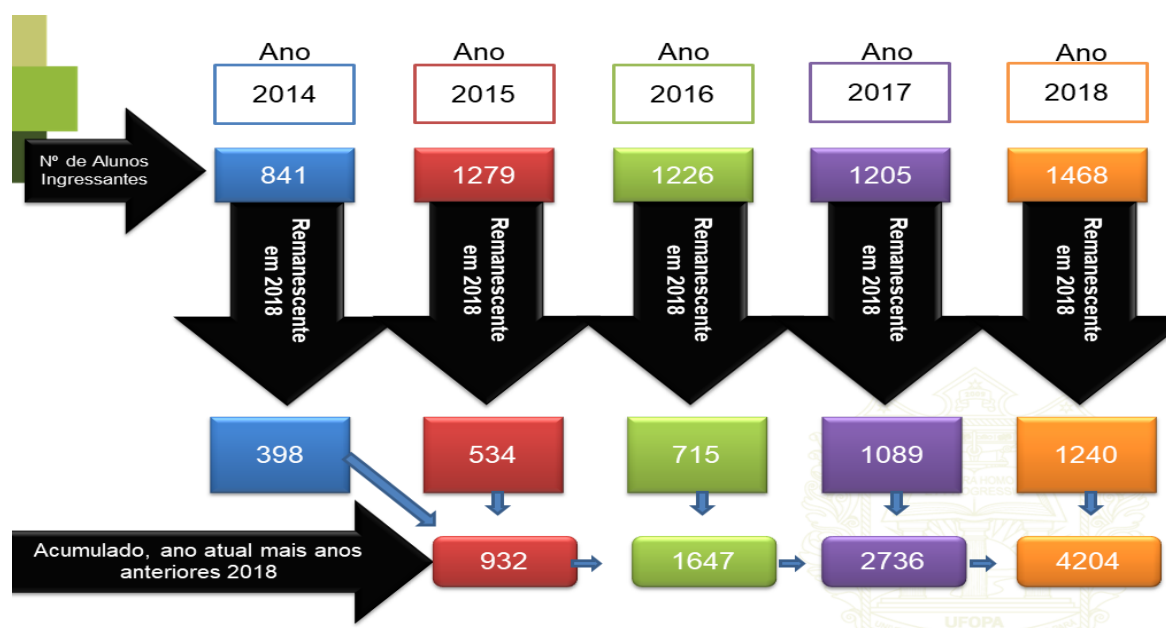 Ano Ano Ano Ano Ano
2014 2015 2016 2017 2018
Nº de Alunos
Ingressantes
841 1279 1226 1205 1468
Remanescente
em 2018
Remanescente
em 2018
Remanescente
em 2018
Remanescente
em 2018
Remanescente
em 2018
398 534 715 1089 1240
Acumulado, ano atual mais anos
anteriores 2018
932 1647 2736 4204
UFOPA